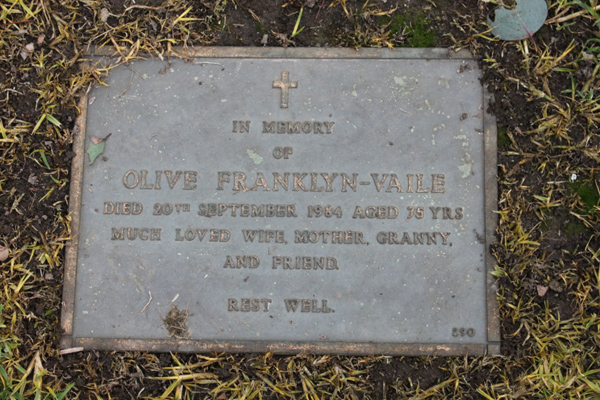 IN MEMORY
OF
OLIVE FRANKLYN-VAILE
DIED 20TH SEPTEMBER 1984 AGED 76 YRS
MUCH LOVED WIFE, MOTHER, GRANNY,
AND FRIEND
REST WELL.